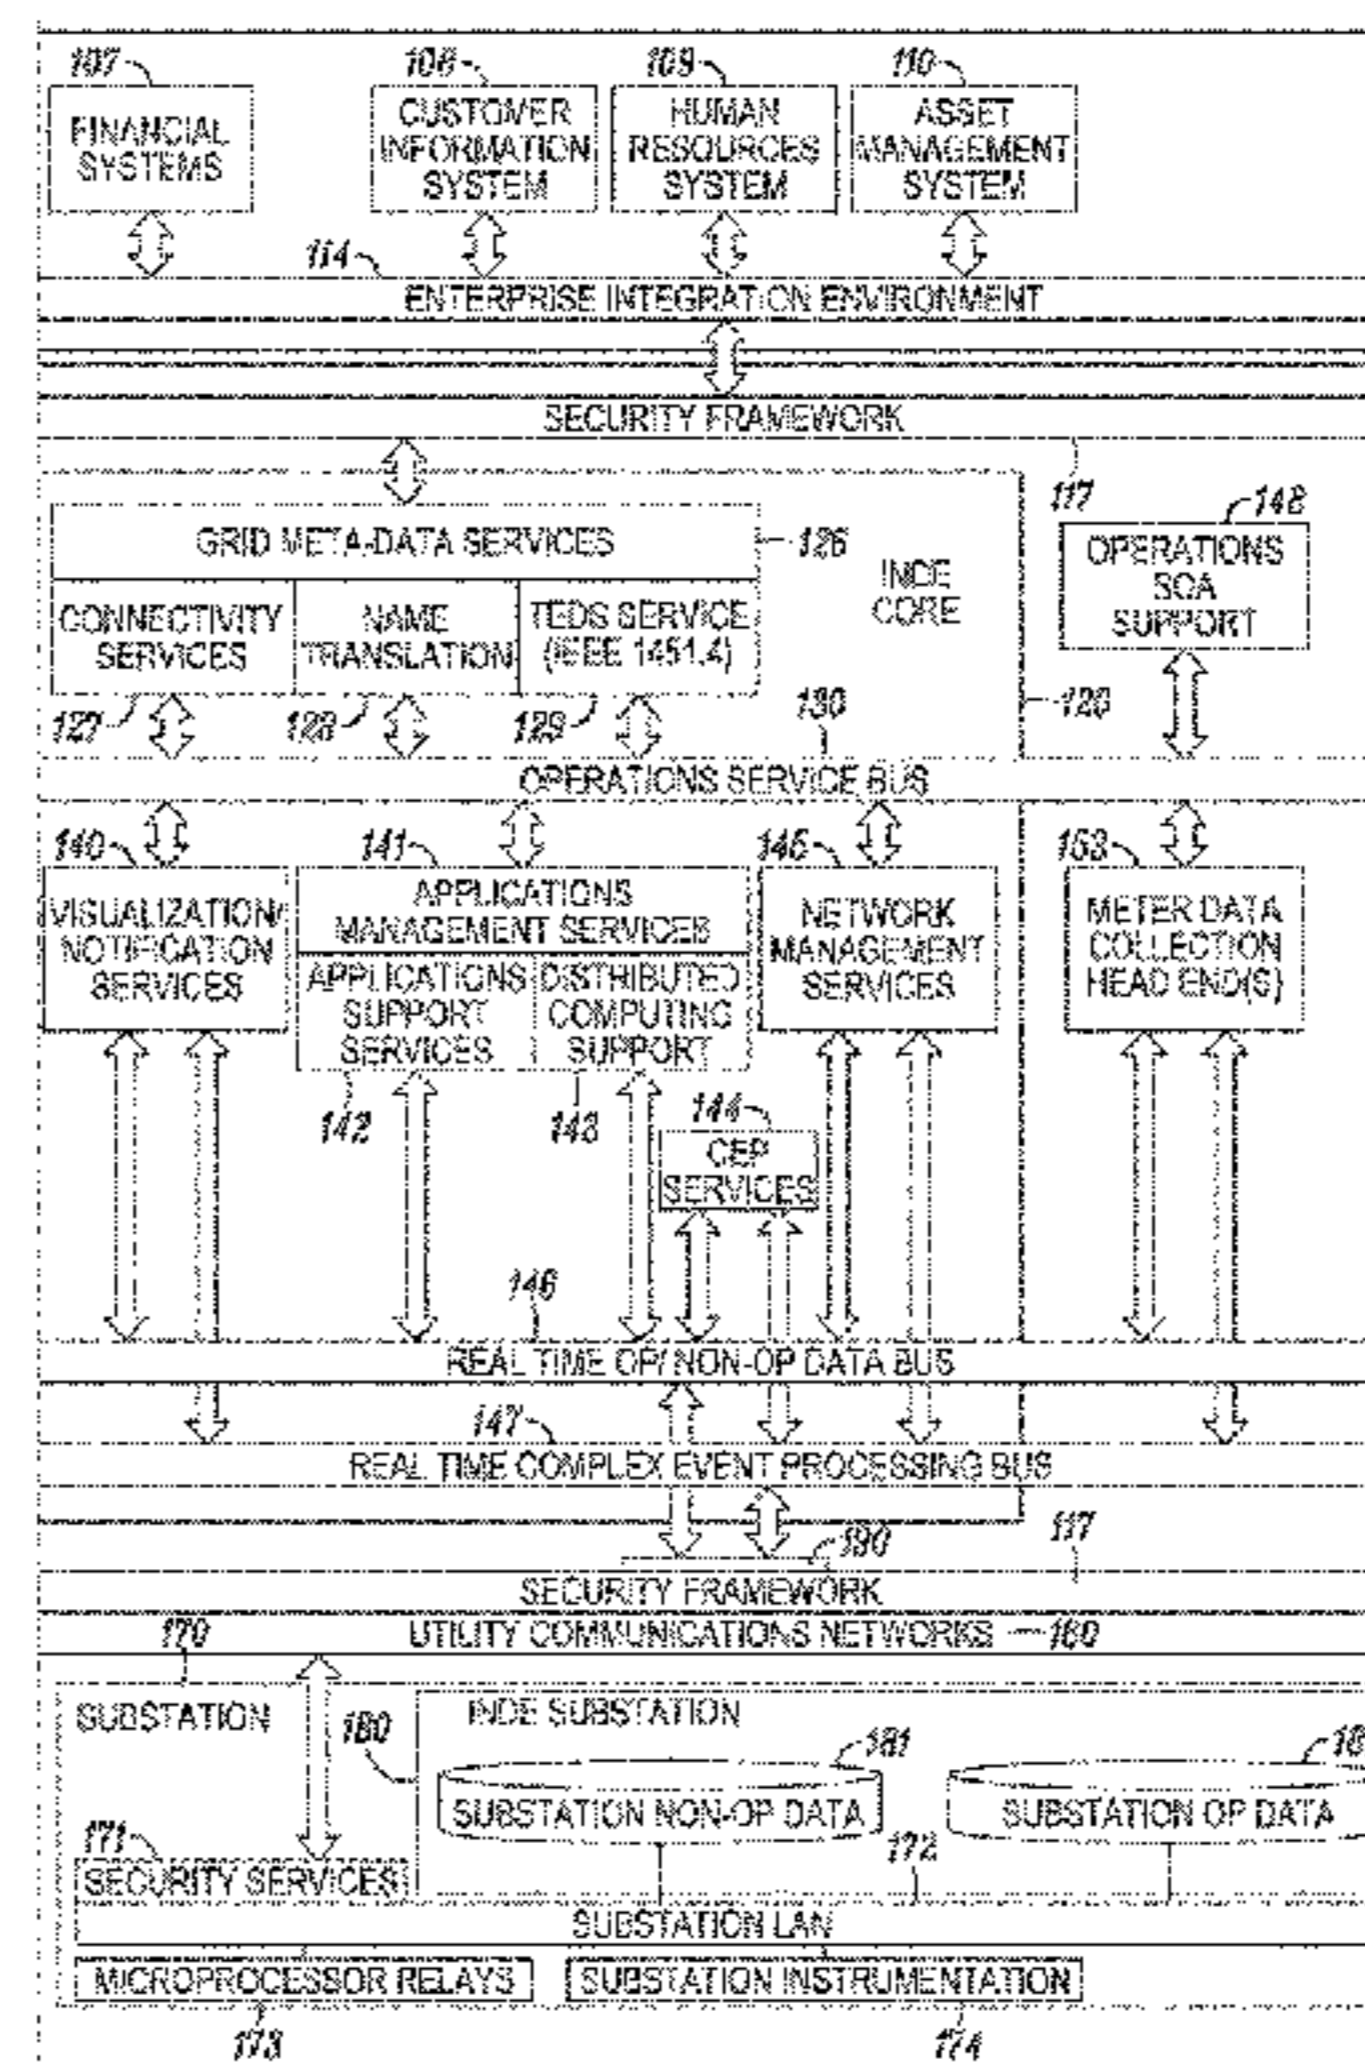 107
108
109
110
FINANCIAL
SYSTEMS
CUSTOMER
INFORMATION
SYSTEM
HUMAN
RESOURCES
SYSTEM
ASSET
MANAGEMENT
SYSTEM
114
ENTERPRISE INTEGRATION ENVIRONMENT
SECURITY FRAMEWORK
117
148
GRID META-DATA SERVICES
126
INDE
CORE
OPERATIONS
SOA
SUPPORT
CONNECTIVITY
SERVICES
NAME
TRANSLATION
TEDS SERVICE
(IEEE 1451.4)
127
128
129
130
120
OPERATIONS SERVICE BUS
140
141
145
153
VISUALIZATION/
NOTIFICATION
SERVICES
APPLICATIONS
MANAGEMENT SERVICES
APPLICATIONS
SUPPORT
SERVICES
DISTRIBUTED
COMPUTING
SUPPORT
NETWORK
MANAGEMENT
SERVICES
METER DATA
COLLECTION
HEAD END(S)
142
143
144
CEP
SERVICES
146
REAL TIME OP/ NON-OP DATA BUS
147
REAL TIME COMPLEX EVENT PROCESSING BUS
190
117
SECURITY FRAMEWORK
170
UTILITY COMMUNICATIONS NETWORKS
160
SUBSTATION
180
INDE SUBSTATION
181
SUBSTATION NON-OP DATA
SUBSTATION OP DATA
171
172
SECURITY SERVICES
SUBSTATION LAN
MICROPROCESSOR RELAYS
SUBSTATION INSTRUMENTATION
173
174